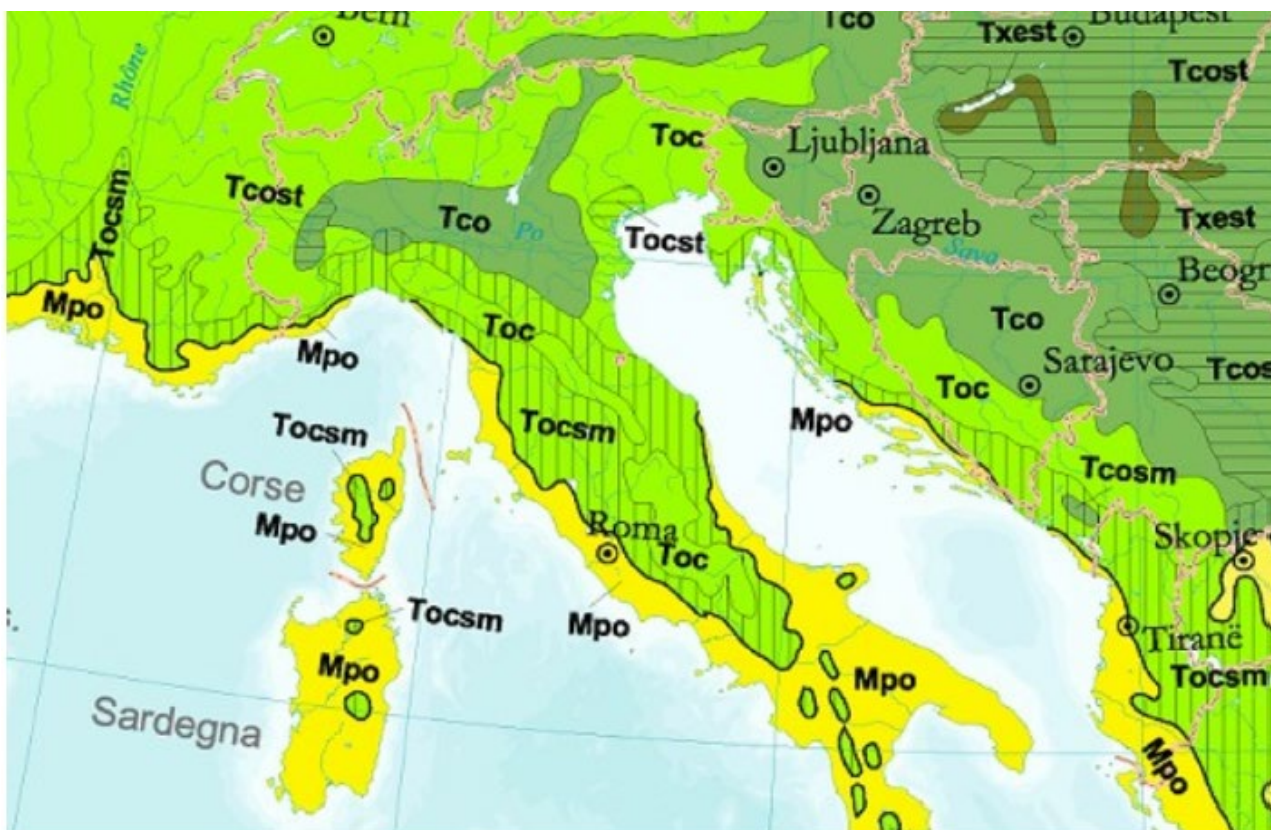 Bern
Tco
Txest
Budapest
Tcost
Rhône
Toc
Ljubljana
Tocsm
Tcost
Zagreb
Txest
Tco
Po
Tocst
Sava
Beogr
Mpo
Toc
Tco
Mpo
Sarajevo
Tcos
Toc
Mpo
Tocsm
Tocsm
Tcosm
Corse
Mpo
Roma
Skopje
Toc
Tocsm
Mpo
Tiranë
Mpo
Mpo
Tocsm
Sardegna
Mpo